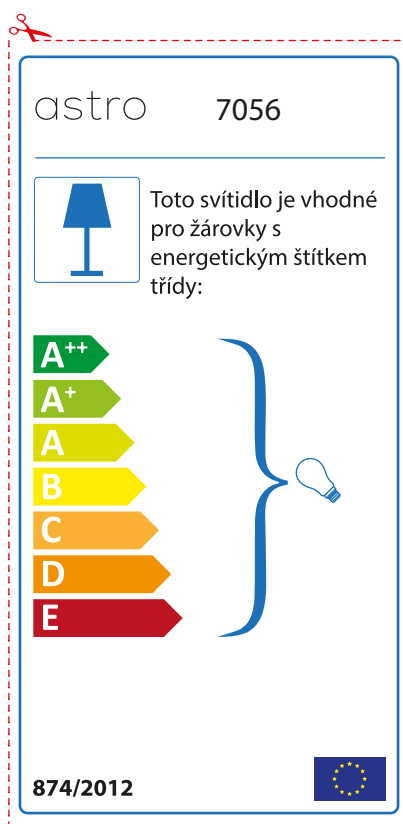 astro 7056
Toto svítidlo je vhodné
pro žárovky s
energetickým štítkem
třídy:
A++
A+
A
B
C
D
E
874/2012